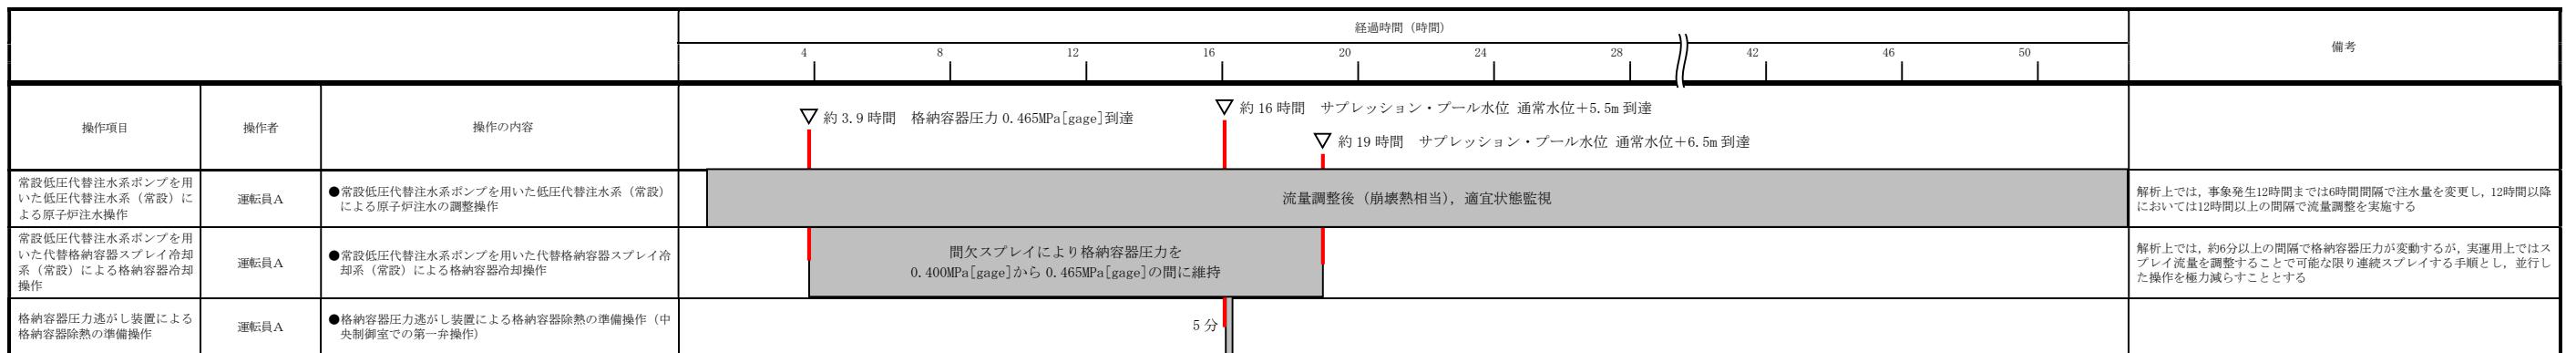 経過時間（時間）
備考
4 8 12 16 20 24 28 42 46 50
操作項目
操作者
操作の内容
約 3.9 時間　格納容器圧力 0.465MPa[gage]到達
約 16 時間　サプレッション・プール水位 通常水位＋5.5m 到達
約 19 時間　サプレッション・プール水位 通常水位＋6.5m 到達
常設低圧代替注水系ポンプを用
いた低圧代替注水系（常設）に
よる原子炉注水操作
運転員A
●常設低圧代替注水系ポンプを用いた低圧代替注水系（常設）
による原子炉注水の調整操作
流量調整後（崩壊熱相当），適宜状態監視
解析上では，事象発生12時間までは6時間間隔で注水量を変更し，12時間以降
においては12時間以上の間隔で流量調整を実施する
常設低圧代替注水系ポンプを用
いた代替格納容器スプレイ冷却
系（常設）による格納容器冷却
操作
運転員A
●常設低圧代替注水系ポンプを用いた代替格納容器スプレイ冷
却系（常設）による格納容器冷却操作
間欠スプレイにより格納容器圧力を
0.400MPa[gage]から 0.465MPa[gage]の間に維持
解析上では，約6分以上の間隔で格納容器圧力が変動するが，実運用上ではス
プレイ流量を調整することで可能な限り連続スプレイする手順とし，並行し
た操作を極力減らすこととする
格納容器圧力逃がし装置による
格納容器除熱の準備操作
運転員A
●格納容器圧力逃がし装置による格納容器除熱の準備操作（中
央制御室での第一弁操作）
5 分